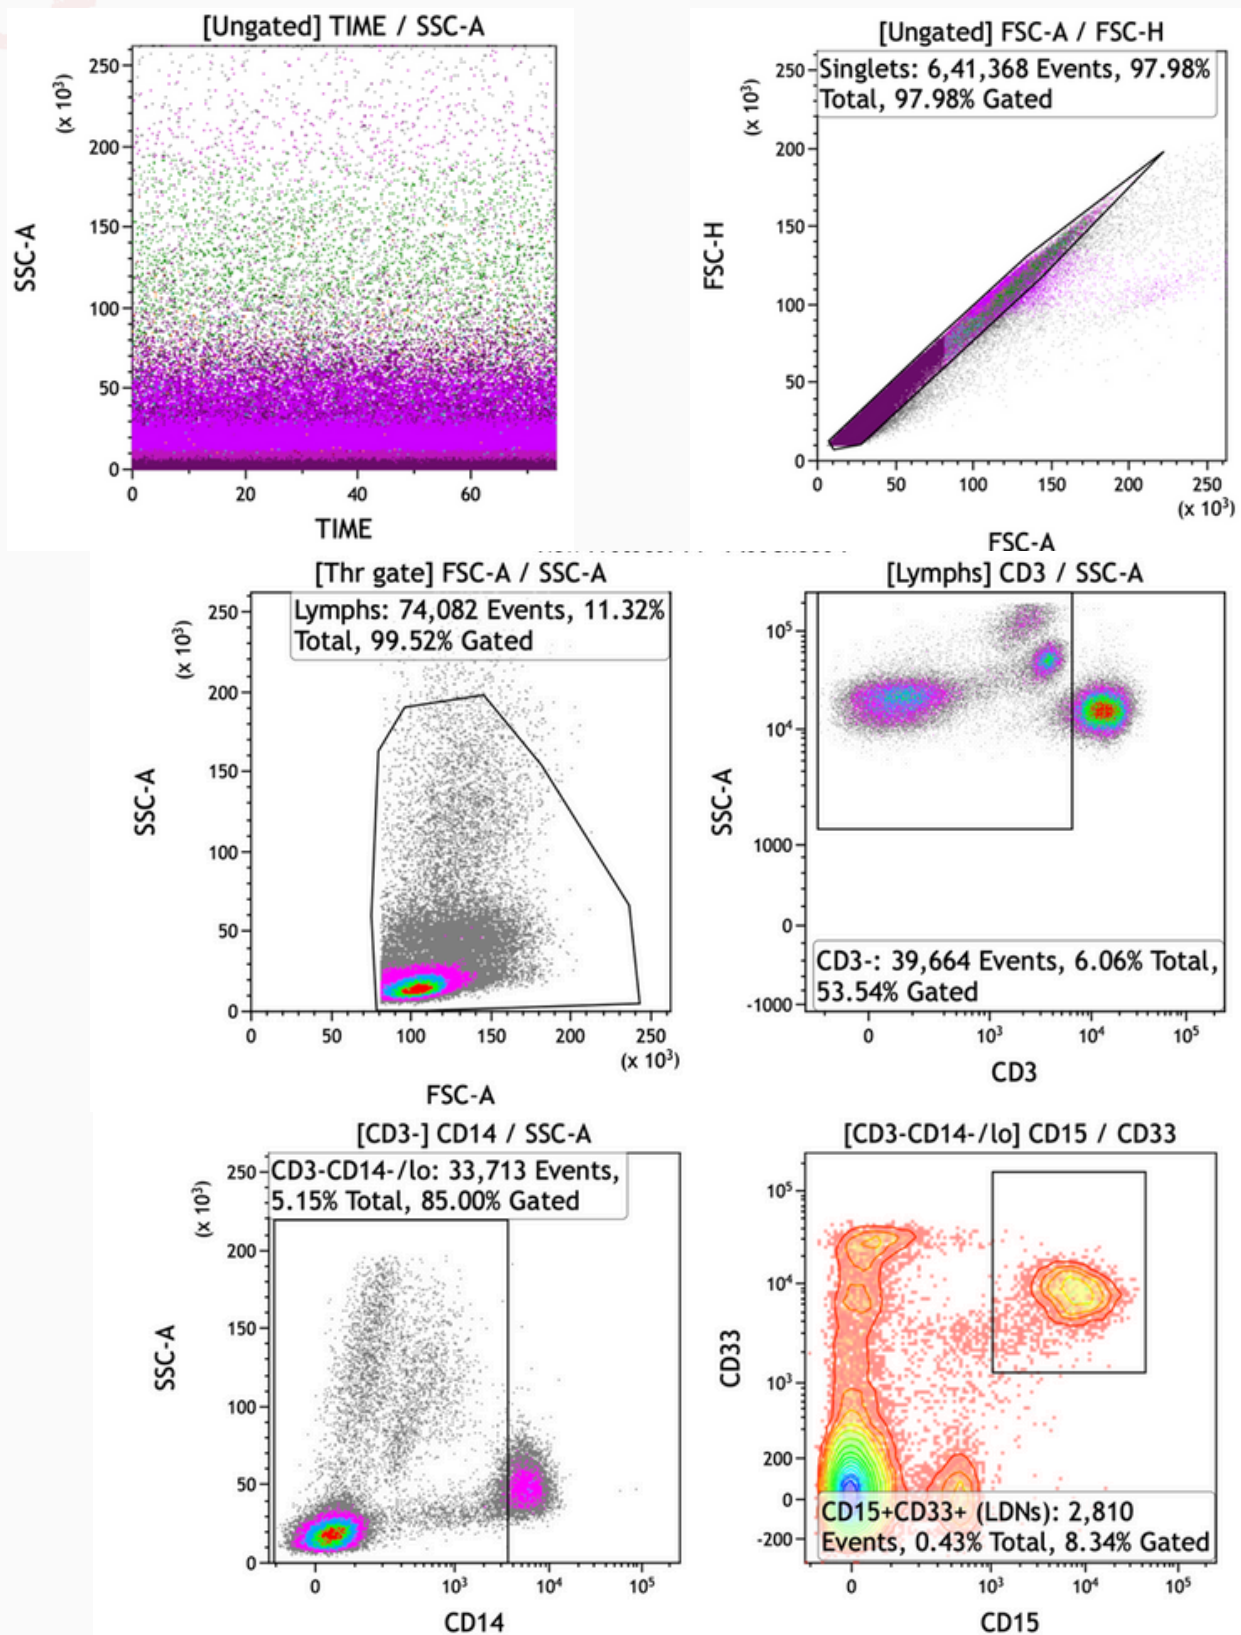 [Ungated] TIME / SSC-A
(x 10³)
250
200
150
100
50
0
SSC-A
0 20 40 60
TIME
[Ungated] FSC-A / FSC-H
Singlets: 6,41,368 Events, 97.98%
Total, 97.98% Gated
(x 10³)
250
200
150
100
50
0
FSC-H
0 50 100 150 200 250
(x 10³)
FSC-A
[Thr gate] FSC-A / SSC-A
Lymphs: 74,082 Events, 11.32%
Total, 99.52% Gated
(x 10³)
250
200
150
100
50
0
SSC-A
0 50 100 150 200 250
(x 10³)
FSC-A
[Lymphs] CD3 / SSC-A
10⁵
10⁴
1000
0
-1000
SSC-A
CD3-: 39,664 Events, 6.06% Total,
53.54% Gated
0 10³ 10⁴ 10⁵
CD3
[CD3-] CD14 / SSC-A
CD3-CD14-/lo: 33,713 Events,
5.15% Total, 85.00% Gated
(x 10³)
250
200
150
100
50
0
SSC-A
0 10³ 10⁴ 10⁵
CD14
[CD3-CD14-/lo] CD15 / CD33
10⁵
10⁴
10³
200
0
-200
CD33
CD15+CD33+ (LDNs): 2,810
Events, 0.43% Total, 8.34% Gated
0 10³ 10⁴ 10⁵
CD15